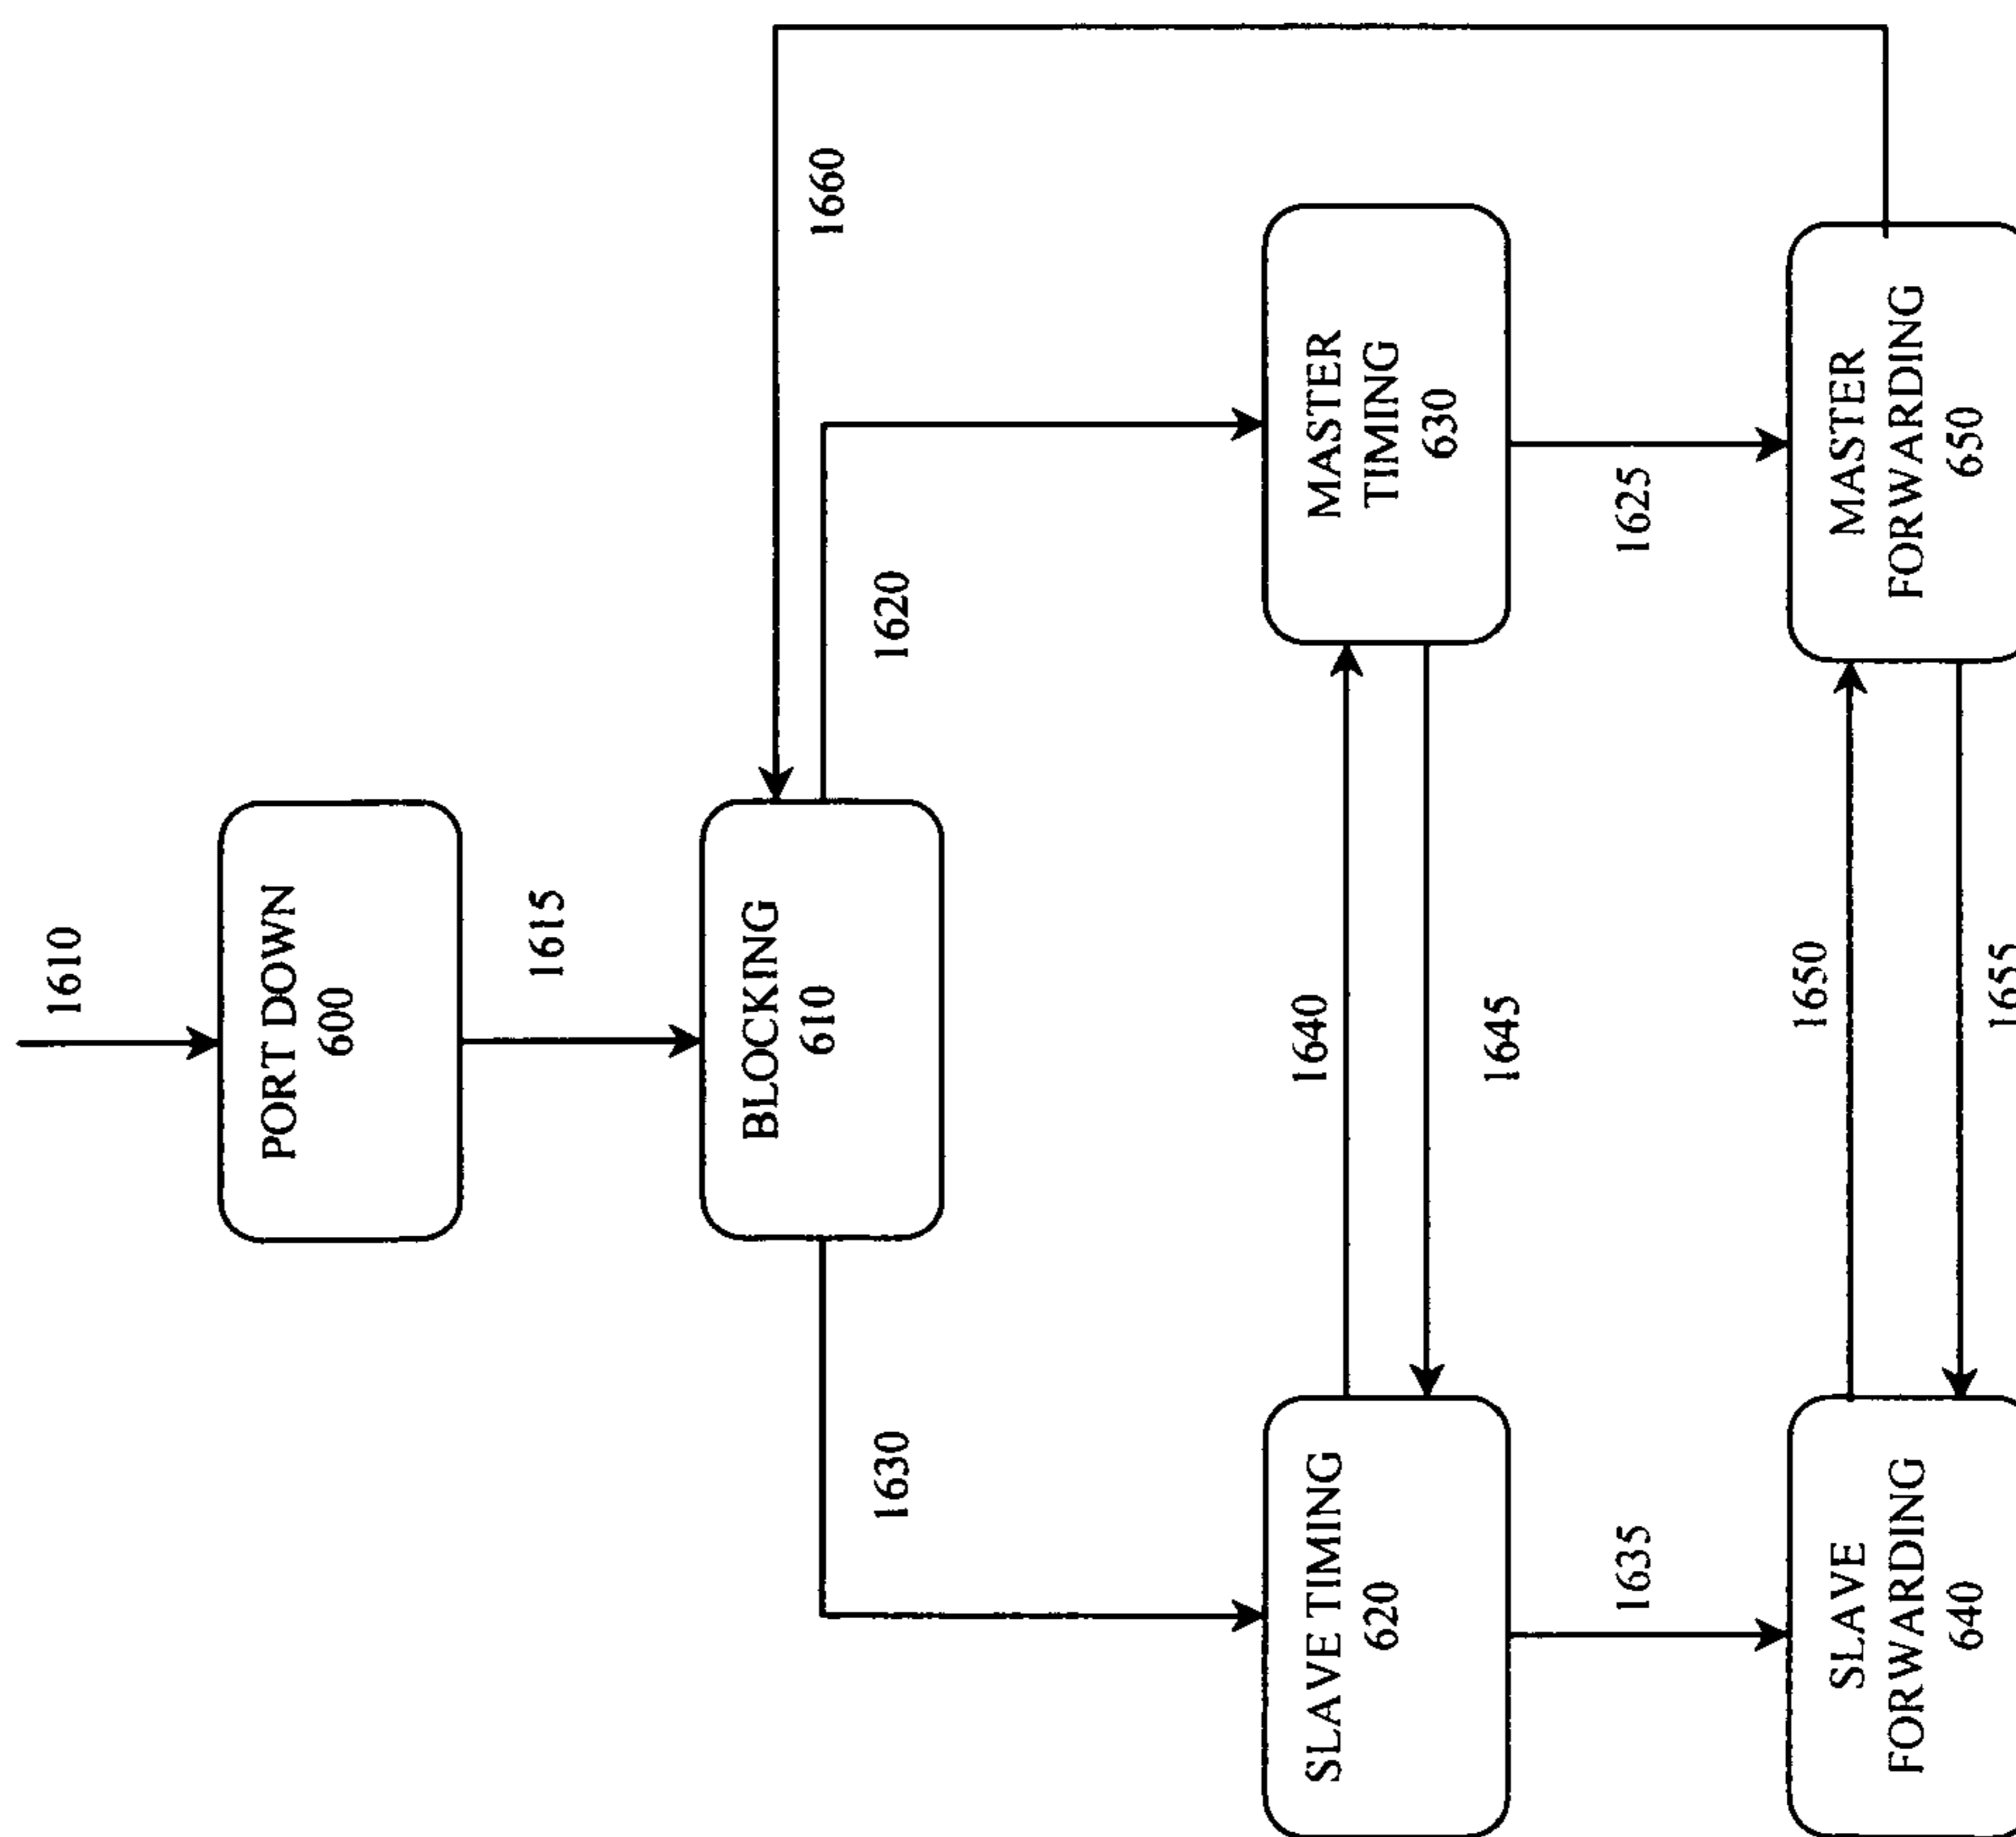 1610
PORT DOWN
600
1615
BLOCKING
610
1660
1620
1630
MASTER
TIMING
630
1640
1645
SLAVE TIMING
620
1625
1635
MASTER
FORWARDING
650
1650
1655
SLAVE
FORWARDING
640